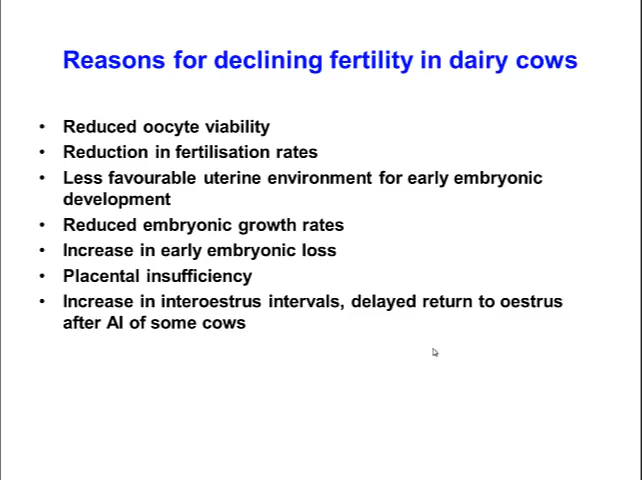 Reasons for declining fertility in dairy cows
• Reduced oocyte viability
• Reduction in fertilisation rates
• Less favourable uterine environment for early embryonic
development
• Reduced embryonic growth rates
• Increase in early embryonic loss
• Placental insufficiency
• Increase in interoestrus intervals, delayed return to oestrus
after AI of some cows